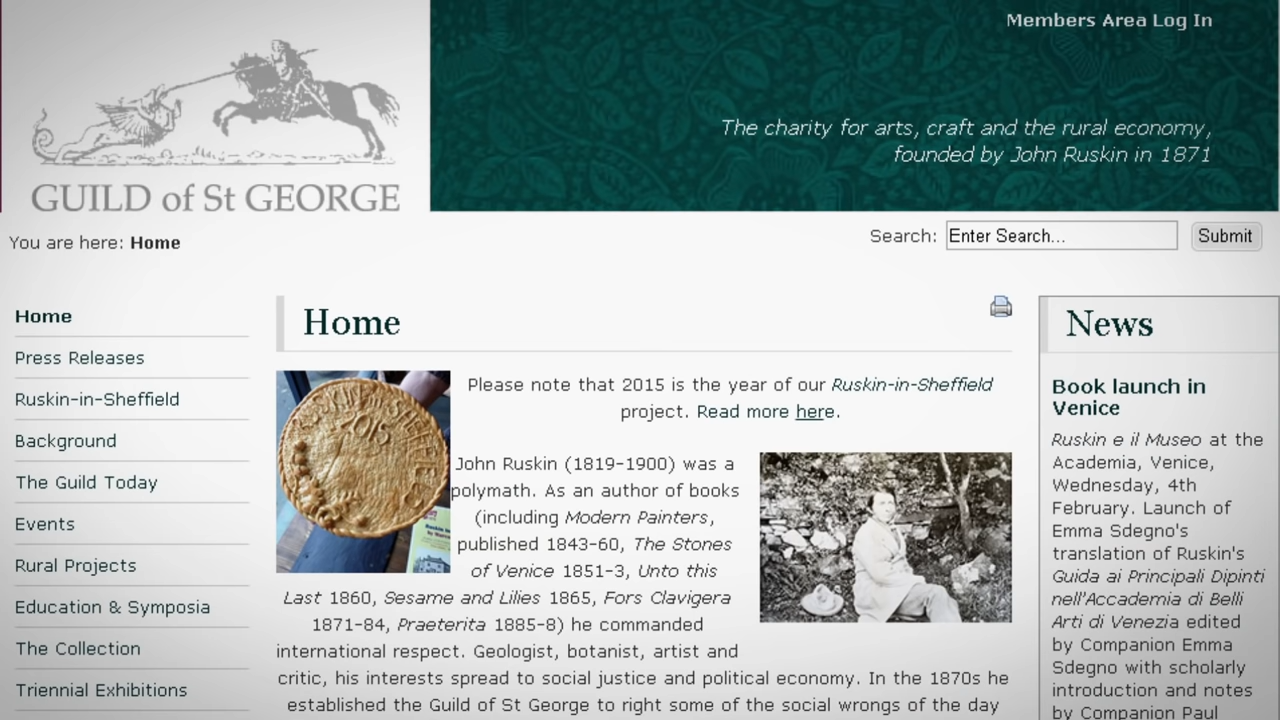 Members Area Log In
The charity for arts, craft and the rural economy,
founded by John Ruskin in 1871
GUILD of St GEORGE
You are here: Home
Search: Enter Search... Submit
Home
Press Releases
Ruskin-in-Sheffield
Background
The Guild Today
Events
Rural Projects
Education & Symposia
The Collection
Triennial Exhibitions
Home
2015
Please note that 2015 is the year of our Ruskin-in-Sheffield
project. Read more here.
John Ruskin (1819-1900) was a
polymath. As an author of books
(including Modern Painters,
published 1843-60, The Stones
of Venice 1851-3, Unto this
Last 1860, Sesame and Lilies 1865, Fors Clavigera
1871-84, Praeterita 1885-8) he commanded
international respect. Geologist, botanist, artist and
critic, his interests spread to social justice and political economy. In the 1870s he
established the Guild of St George to right some of the social wrongs of the day
News
Book launch in
Venice
Ruskin e il Museo at the
Academia, Venice,
Wednesday, 4th
February. Launch of
Emma Sdegno's
translation of Ruskin's
Guida ai Principali Dipinti
nell'Accademia di Belli
Arti di Venezia edited
by Companion Emma
Sdegno with scholarly
introduction and notes
by Companion Paul